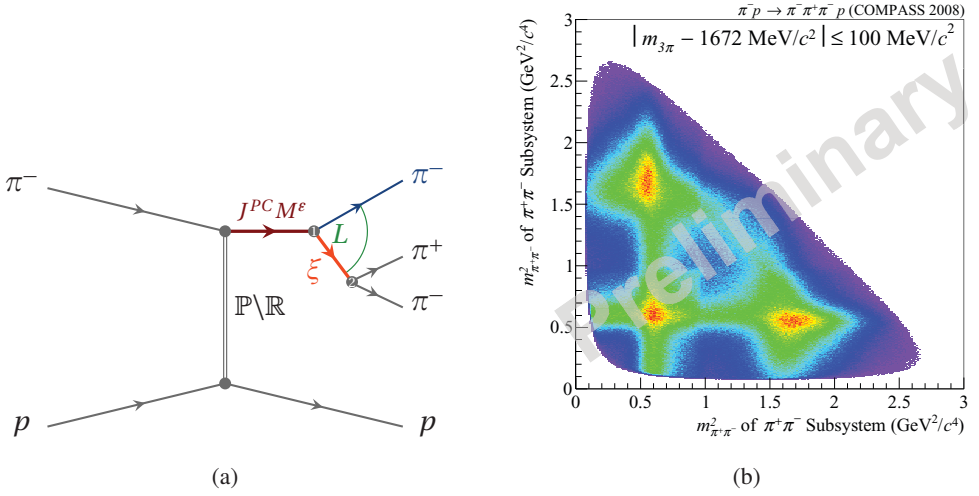 π⁻
J^{PC} M^ε
1
L
π⁻
ξ
2
π⁺
π⁻
ℙ\ℝ
p
p
(a)
π⁻p → π⁻π⁺π⁻p (COMPASS 2008)
| m_{3π} − 1672 MeV/c² | ≤ 100 MeV/c²
m²_{π⁺π⁻} of π⁺π⁻ Subsystem (GeV²/c⁴)
3
2.5
2
1.5
1
0.5
0
Preliminary
0 0.5 1 1.5 2 2.5 3
m²_{π⁺π⁻} of π⁺π⁻ Subsystem (GeV²/c⁴)
(b)